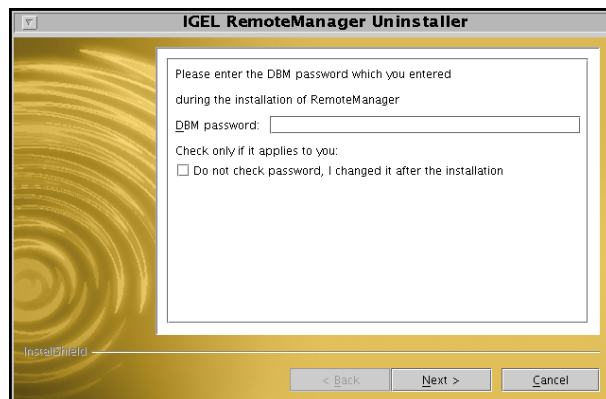 IGEL RemoteManager Uninstaller
Please enter the DBM password which you entered
during the installation of RemoteManager
DBM password:
Check only if it applies to you:
Do not check password, I changed it after the installation
InstallShield
< Back Next > Cancel